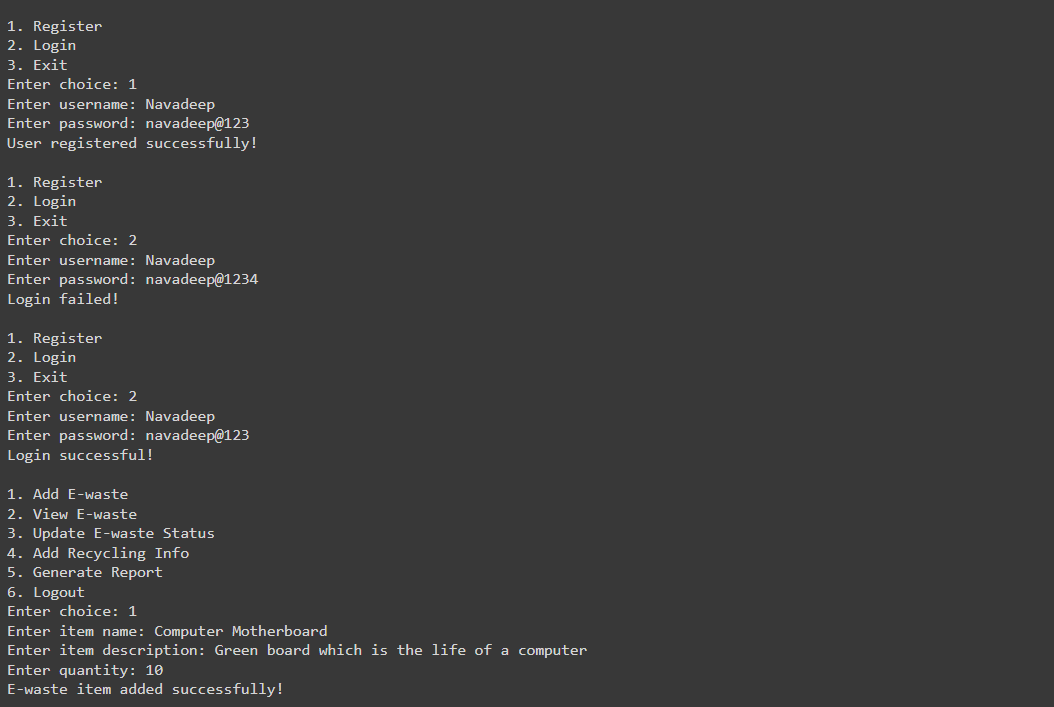 1. Register
2. Login
3. Exit
Enter choice: 1
Enter username: Navadeep
Enter password: navadeep@123
User registered successfully!
1. Register
2. Login
3. Exit
Enter choice: 2
Enter username: Navadeep
Enter password: navadeep@1234
Login failed!
1. Register
2. Login
3. Exit
Enter choice: 2
Enter username: Navadeep
Enter password: navadeep@123
Login successful!
1. Add E-waste
2. View E-waste
3. Update E-waste Status
4. Add Recycling Info
5. Generate Report
6. Logout
Enter choice: 1
Enter item name: Computer Motherboard
Enter item description: Green board which is the life of a computer
Enter quantity: 10
E-waste item added successfully!